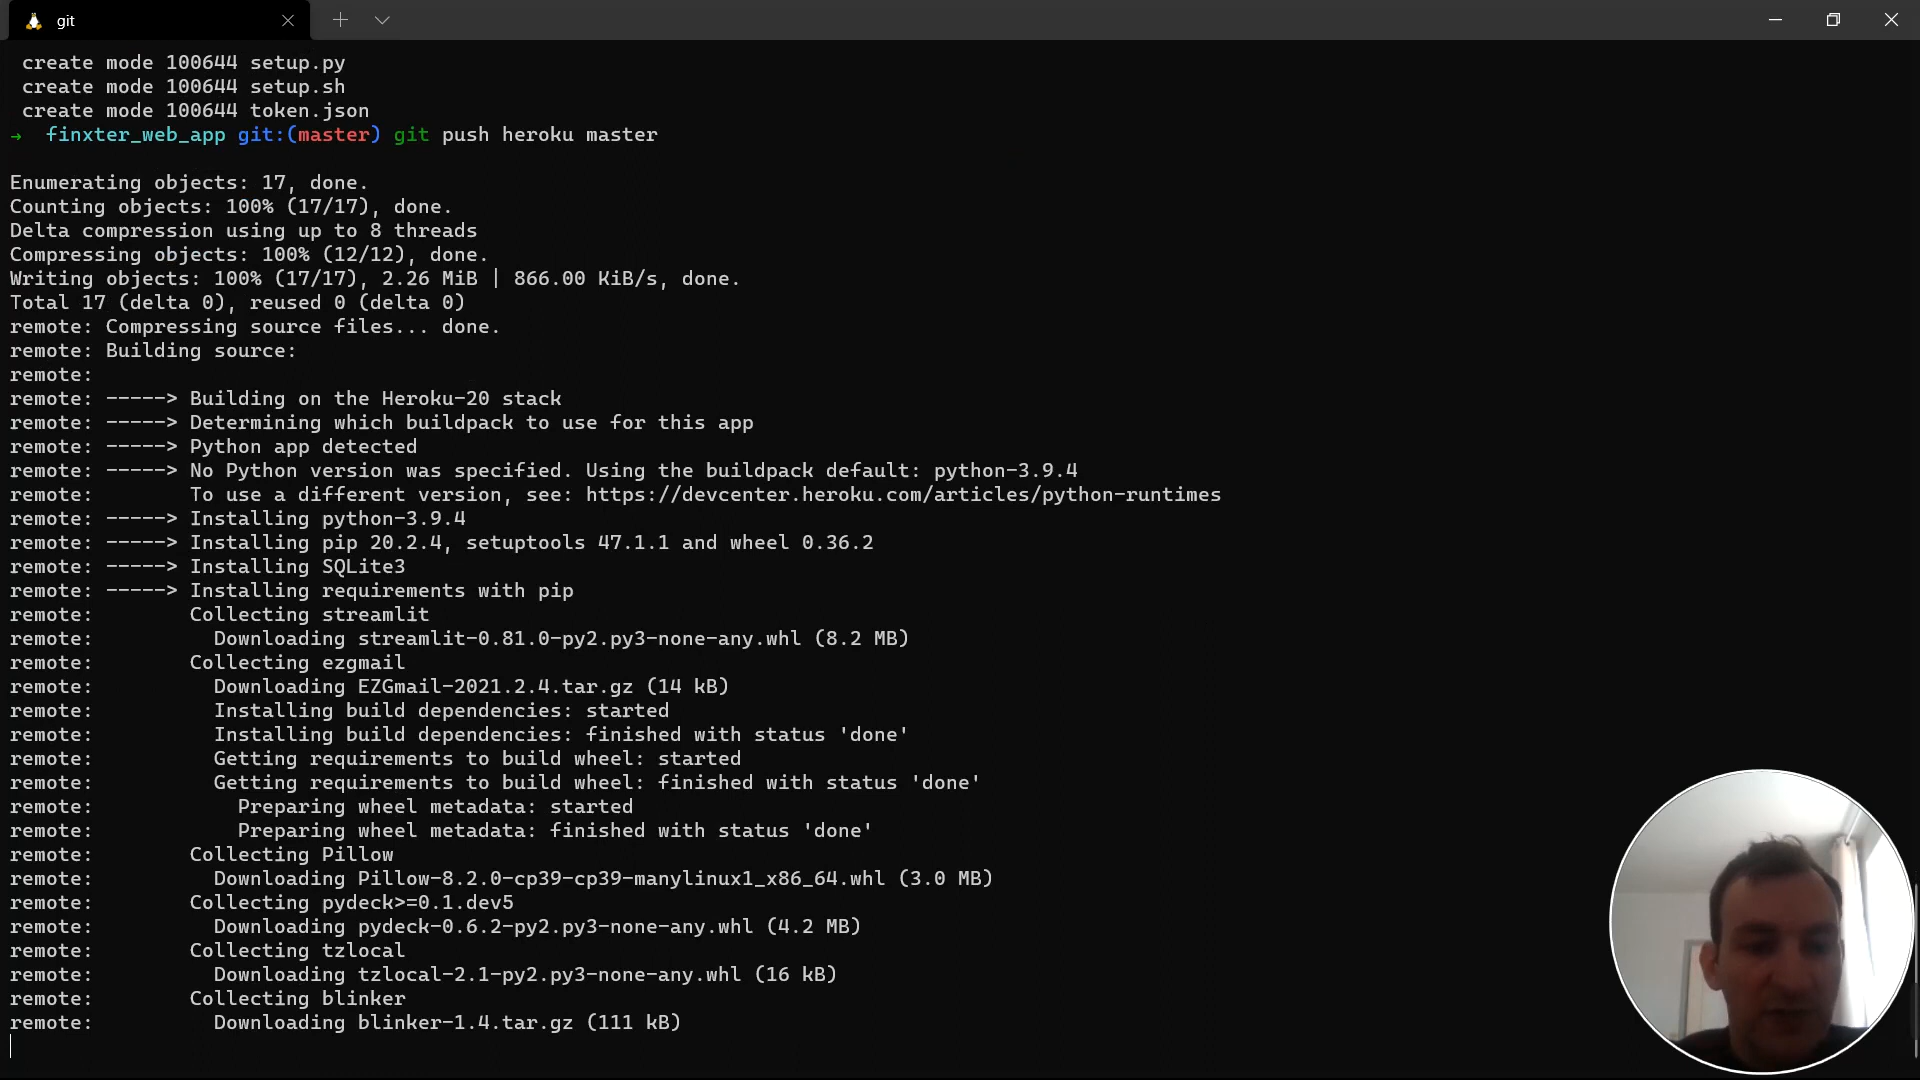 git
create mode 100644 setup.py
create mode 100644 setup.sh
create mode 100644 token.json
→ finxter_web_app git:(master) git push heroku master
Enumerating objects: 17, done.
Counting objects: 100% (17/17), done.
Delta compression using up to 8 threads
Compressing objects: 100% (12/12), done.
Writing objects: 100% (17/17), 2.26 MiB | 866.00 KiB/s, done.
Total 17 (delta 0), reused 0 (delta 0)
remote: Compressing source files... done.
remote: Building source:
remote:
remote: -----> Building on the Heroku-20 stack
remote: -----> Determining which buildpack to use for this app
remote: -----> Python app detected
remote: -----> No Python version was specified. Using the buildpack default: python-3.9.4
remote:        To use a different version, see: https://devcenter.heroku.com/articles/python-runtimes
remote: -----> Installing python-3.9.4
remote: -----> Installing pip 20.2.4, setuptools 47.1.1 and wheel 0.36.2
remote: -----> Installing SQLite3
remote: -----> Installing requirements with pip
remote:        Collecting streamlit
remote:          Downloading streamlit-0.81.0-py2.py3-none-any.whl (8.2 MB)
remote:        Collecting ezgmail
remote:          Downloading EZGmail-2021.2.4.tar.gz (14 kB)
remote:          Installing build dependencies: started
remote:          Installing build dependencies: finished with status 'done'
remote:          Getting requirements to build wheel: started
remote:          Getting requirements to build wheel: finished with status 'done'
remote:            Preparing wheel metadata: started
remote:            Preparing wheel metadata: finished with status 'done'
remote:        Collecting Pillow
remote:          Downloading Pillow-8.2.0-cp39-cp39-manylinux1_x86_64.whl (3.0 MB)
remote:        Collecting pydeck>=0.1.dev5
remote:          Downloading pydeck-0.6.2-py2.py3-none-any.whl (4.2 MB)
remote:        Collecting tzlocal
remote:          Downloading tzlocal-2.1-py2.py3-none-any.whl (16 kB)
remote:        Collecting blinker
remote:          Downloading blinker-1.4.tar.gz (111 kB)